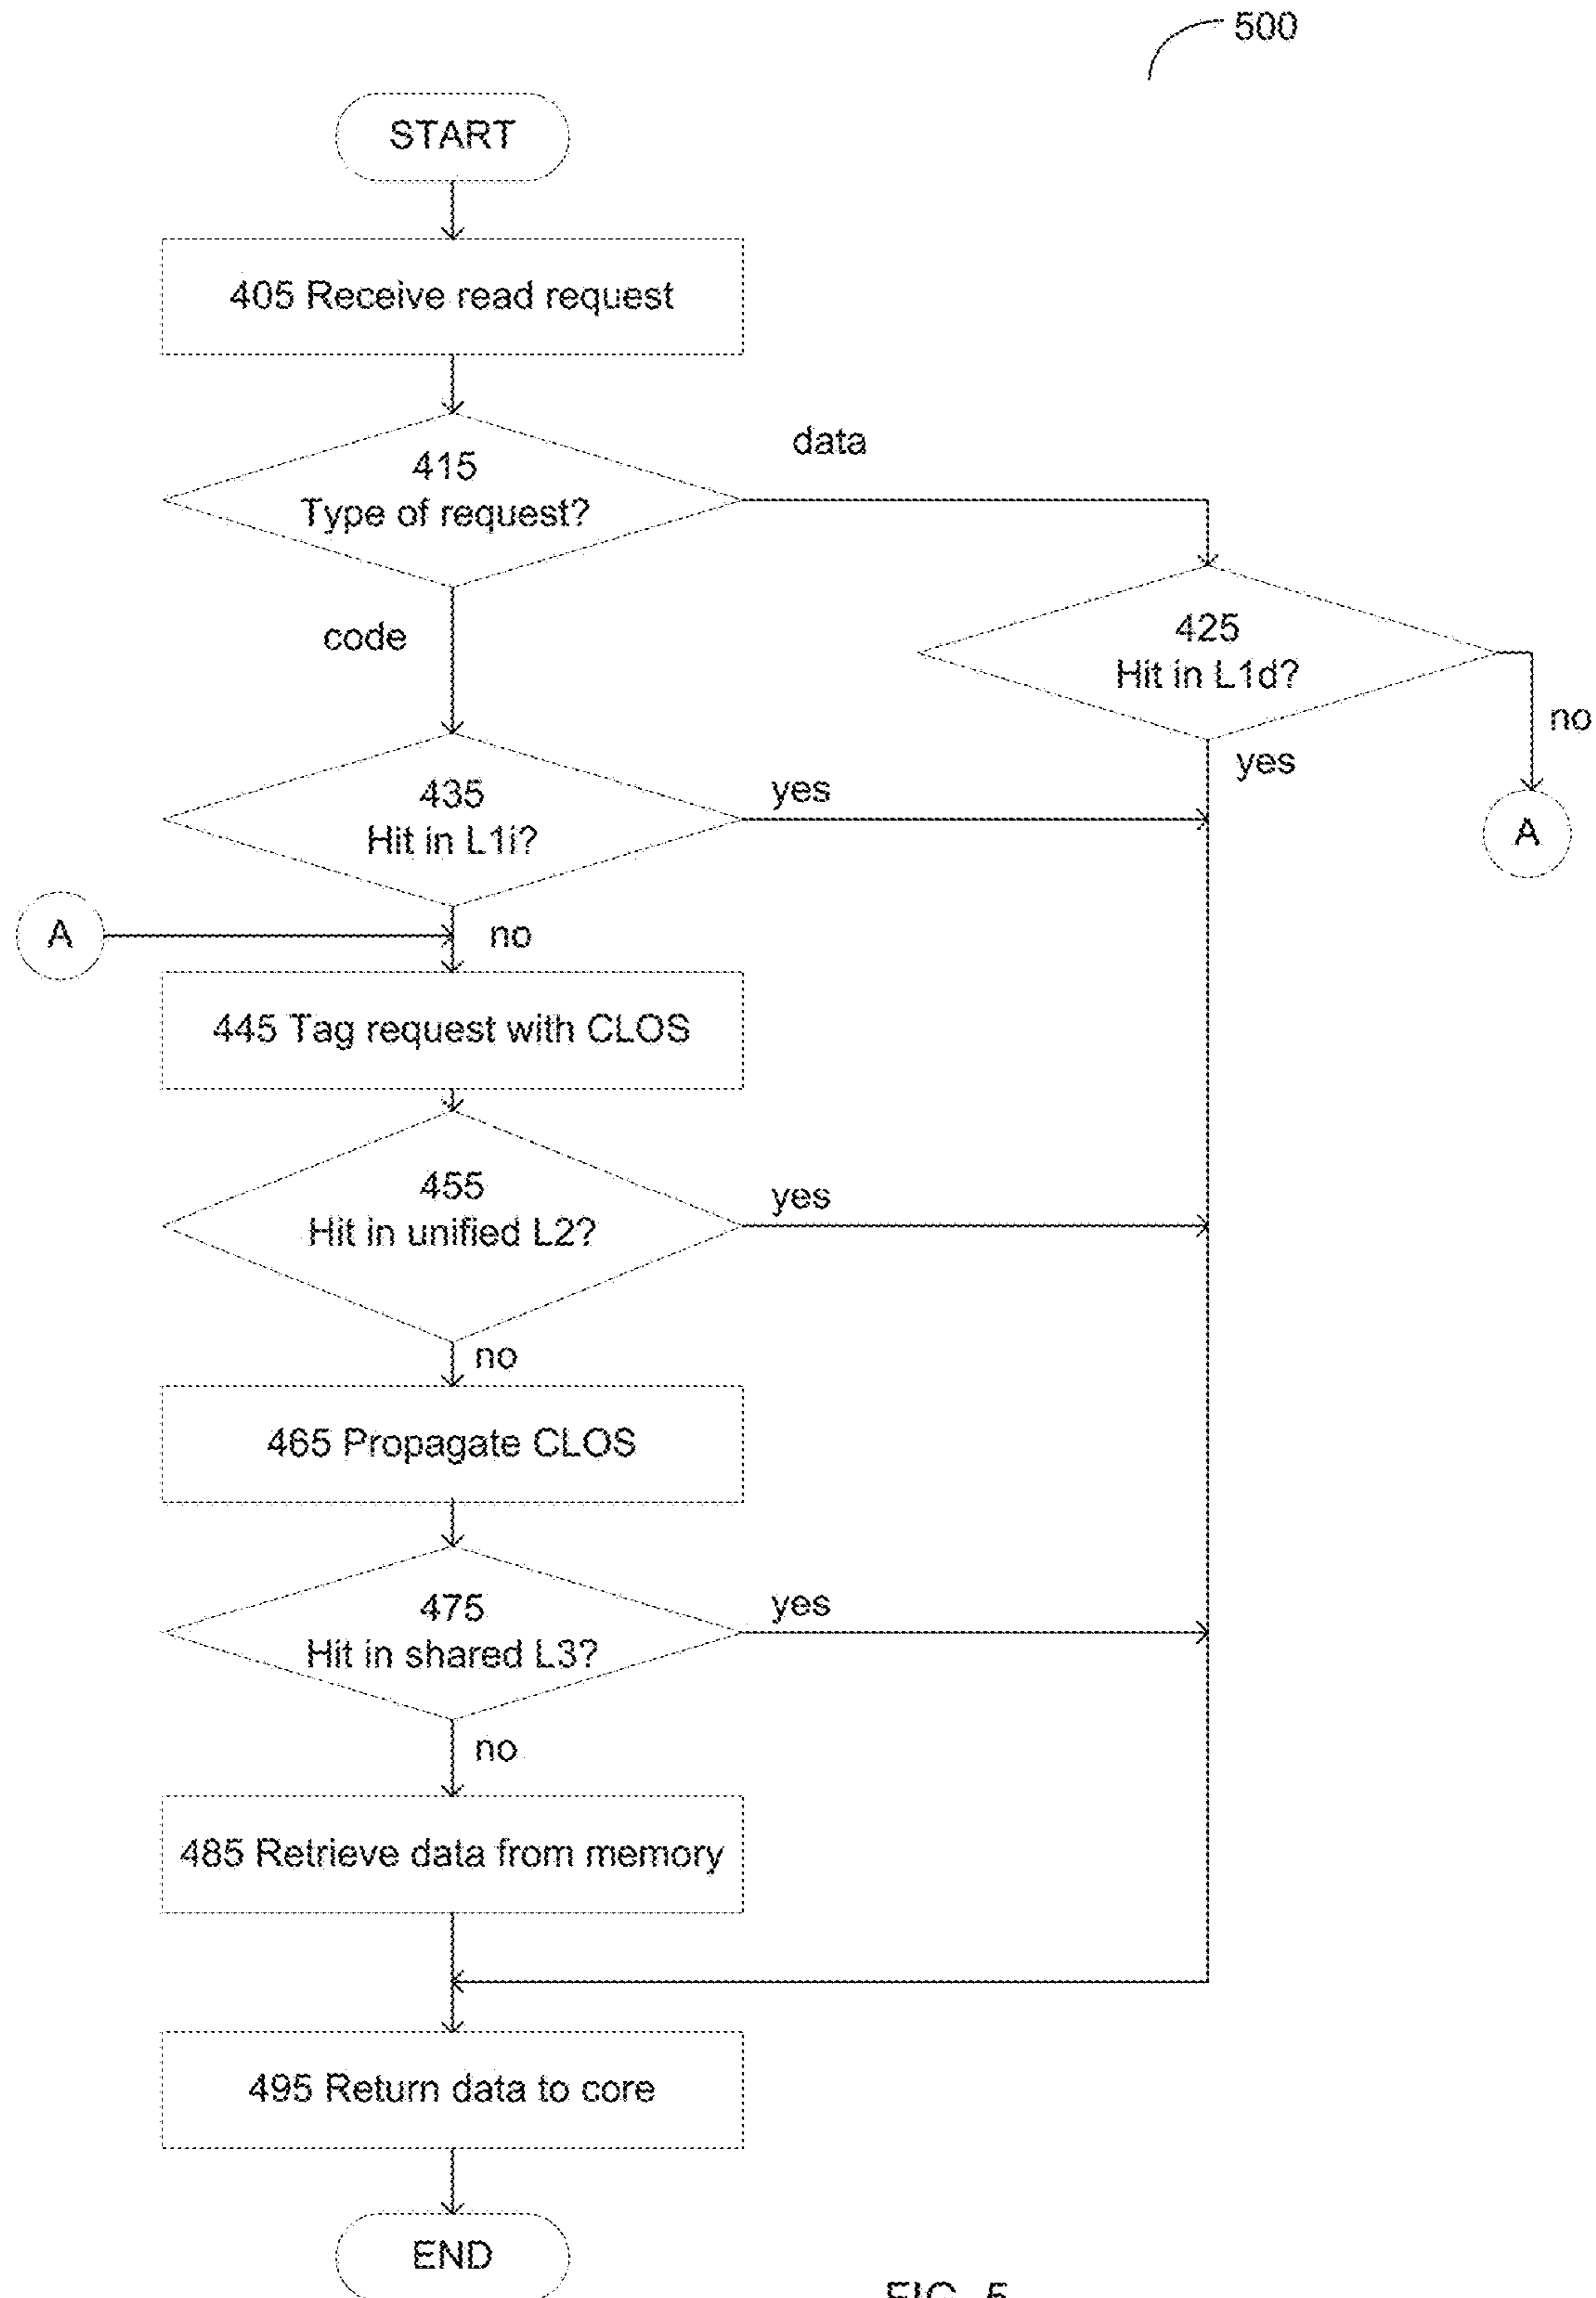 500
START
405 Receive read request
415
Type of request?
data
code
425
Hit in L1d?
no
yes
A
435
Hit in L1i?
yes
A
no
445 Tag request with CLOS
455
Hit in unified L2?
yes
no
465 Propagate CLOS
475
Hit in shared L3?
yes
no
485 Retrieve data from memory
495 Return data to core
END
FIG. 5